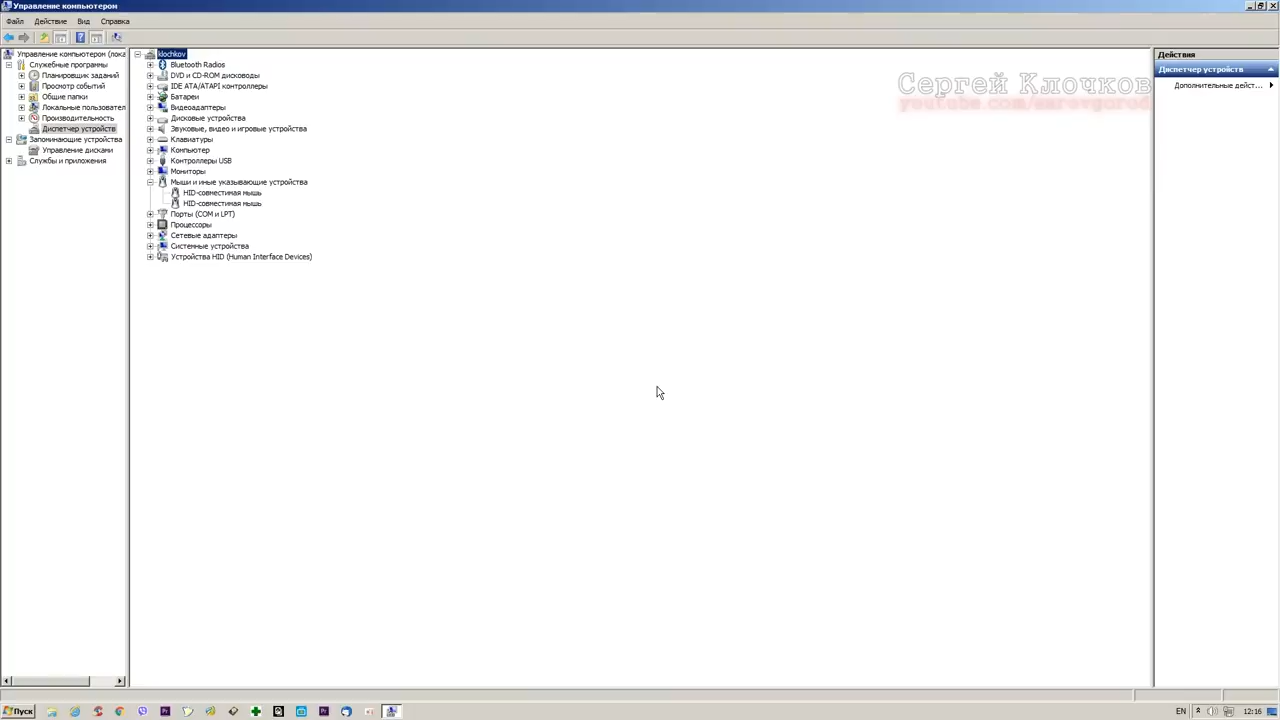 Управление компьютером
Файл Действие Вид Справка
Управление компьютером (лока
Служебные программы
Планировщик заданий
Просмотр событий
Общие папки
Локальные пользовател
Производительность
Диспетчер устройств
Запоминающие устройства
Управление дисками
Службы и приложения
klochkov
Bluetooth Radios
DVD и CD-ROM дисководы
IDE ATA/ATAPI контроллеры
Батареи
Видеоадаптеры
Дисковые устройства
Звуковые, видео и игровые устройства
Клавиатуры
Компьютер
Контроллеры USB
Мониторы
Мыши и иные указывающие устройства
HID-совместимая мышь
HID-совместимая мышь
Порты (COM и LPT)
Процессоры
Сетевые адаптеры
Системные устройства
Устройства HID (Human Interface Devices)
Действия
Диспетчер устройств
Дополнительные дейст...
Сергей Клочков
Пуск
EN
12:16